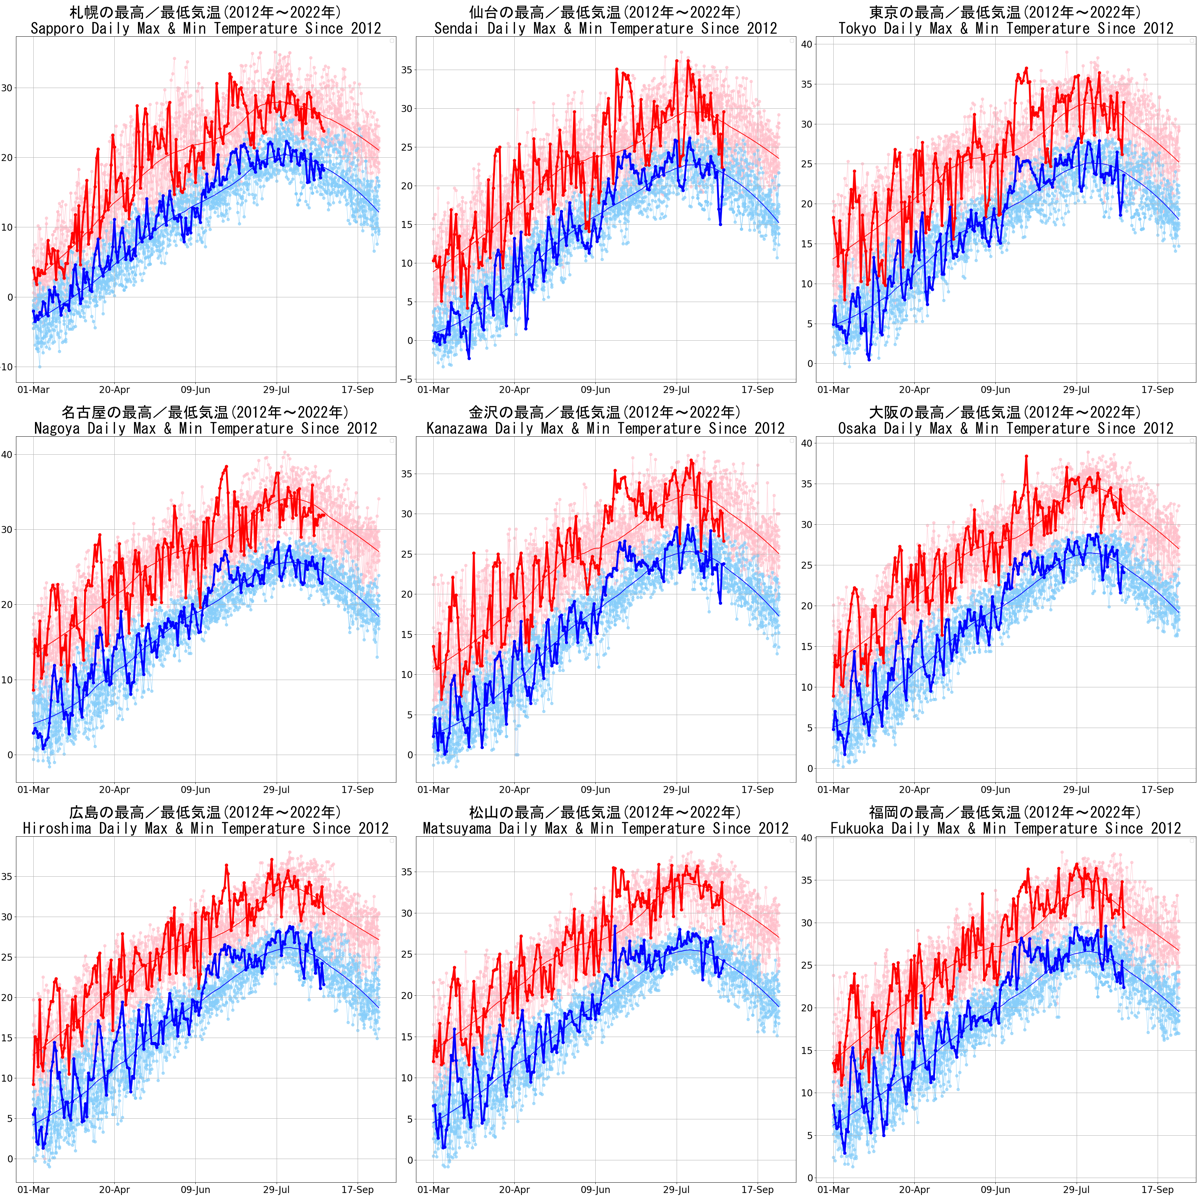 札幌の最高／最低気温(2012年～2022年)
Sapporo Daily Max & Min Temperature Since 2012
30
20
10
0
10
01-Mar 20-Apr 09-Jun 29-Jul 17-Sep
仙台の最高／最低気温(2012年～2022年)
Sendai Daily Max & Min Temperature Since 2012
35
30
25
20
15
10
5
0
−5
01-Mar 20-Apr 09-Jun 29-Jul 17-Sep
東京の最高／最低気温(2012年～2022年)
Tokyo Daily Max & Min Temperature Since 2012
40
35
30
25
20
15
10
5
0
01-Mar 20-Apr 09-Jun 29-Jul 17-Sep
名古屋の最高／最低気温(2012年～2022年)
Nagoya Daily Max & Min Temperature Since 2012
40
30
20
10
0
01-Mar 20-Apr 09-Jun 29-Jul 17-Sep
金沢の最高／最低気温(2012年～2022年)
Kanazawa Daily Max & Min Temperature Since 2012
35
30
25
20
15
10
5
0
01-Mar 20-Apr 09-Jun 29-Jul 17-Sep
大阪の最高／最低気温(2012年～2022年)
Osaka Daily Max & Min Temperature Since 2012
40
35
30
25
20
15
10
5
0
01-Mar 20-Apr 09-Jun 29-Jul 17-Sep
広島の最高／最低気温(2012年～2022年)
Hiroshima Daily Max & Min Temperature Since 2012
35
30
25
20
15
10
5
0
01-Mar 20-Apr 09-Jun 29-Jul 17-Sep
松山の最高／最低気温(2012年～2022年)
Matsuyama Daily Max & Min Temperature Since 2012
35
30
25
20
15
10
5
0
01-Mar 20-Apr 09-Jun 29-Jul 17-Sep
福岡の最高／最低気温(2012年～2022年)
Fukuoka Daily Max & Min Temperature Since 2012
40
35
30
25
20
15
10
5
0
01-Mar 20-Apr 09-Jun 29-Jul 17-Sep